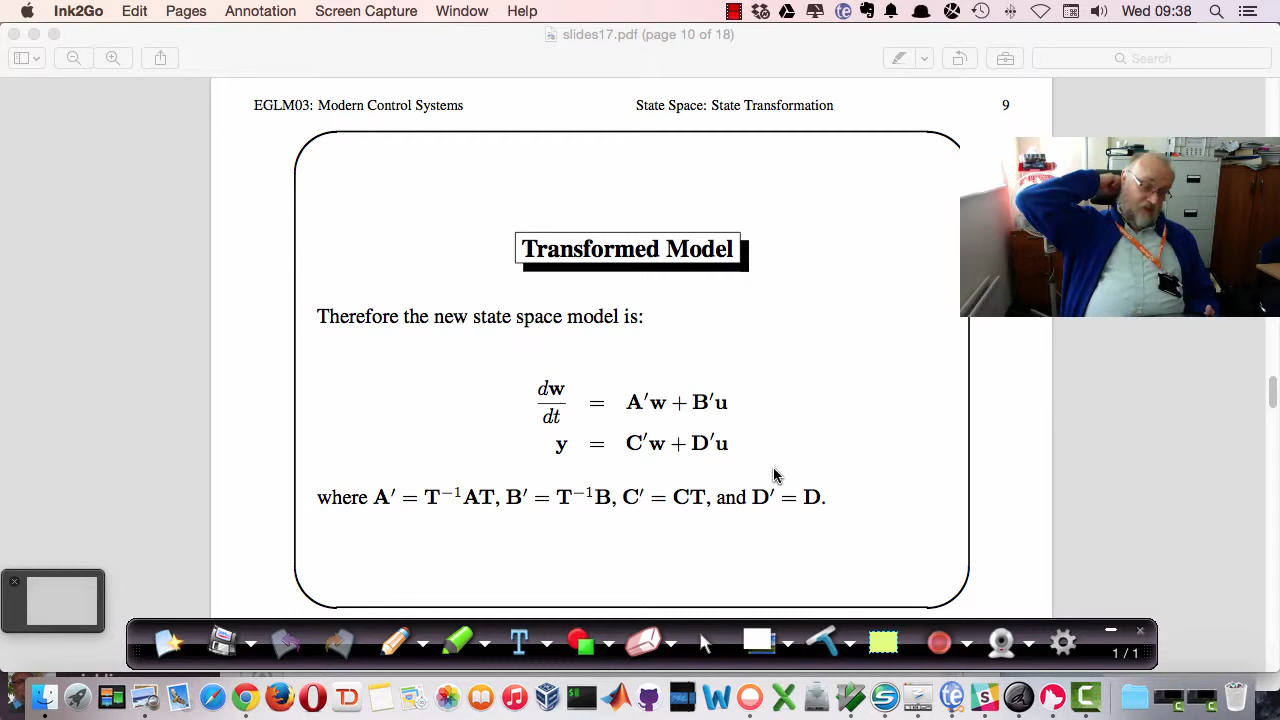 Ink2Go Edit Pages Annotation Screen Capture Window Help Wed 09:38
slides17.pdf (page 10 of 18)
Search
EGLM03: Modern Control Systems State Space: State Transformation 9
Transformed Model
Therefore the new state space model is:
dw/dt = A′w + B′u
y = C′w + D′u
where A′ = T⁻¹AT, B′ = T⁻¹B, C′ = CT, and D′ = D.
T
1 / 1